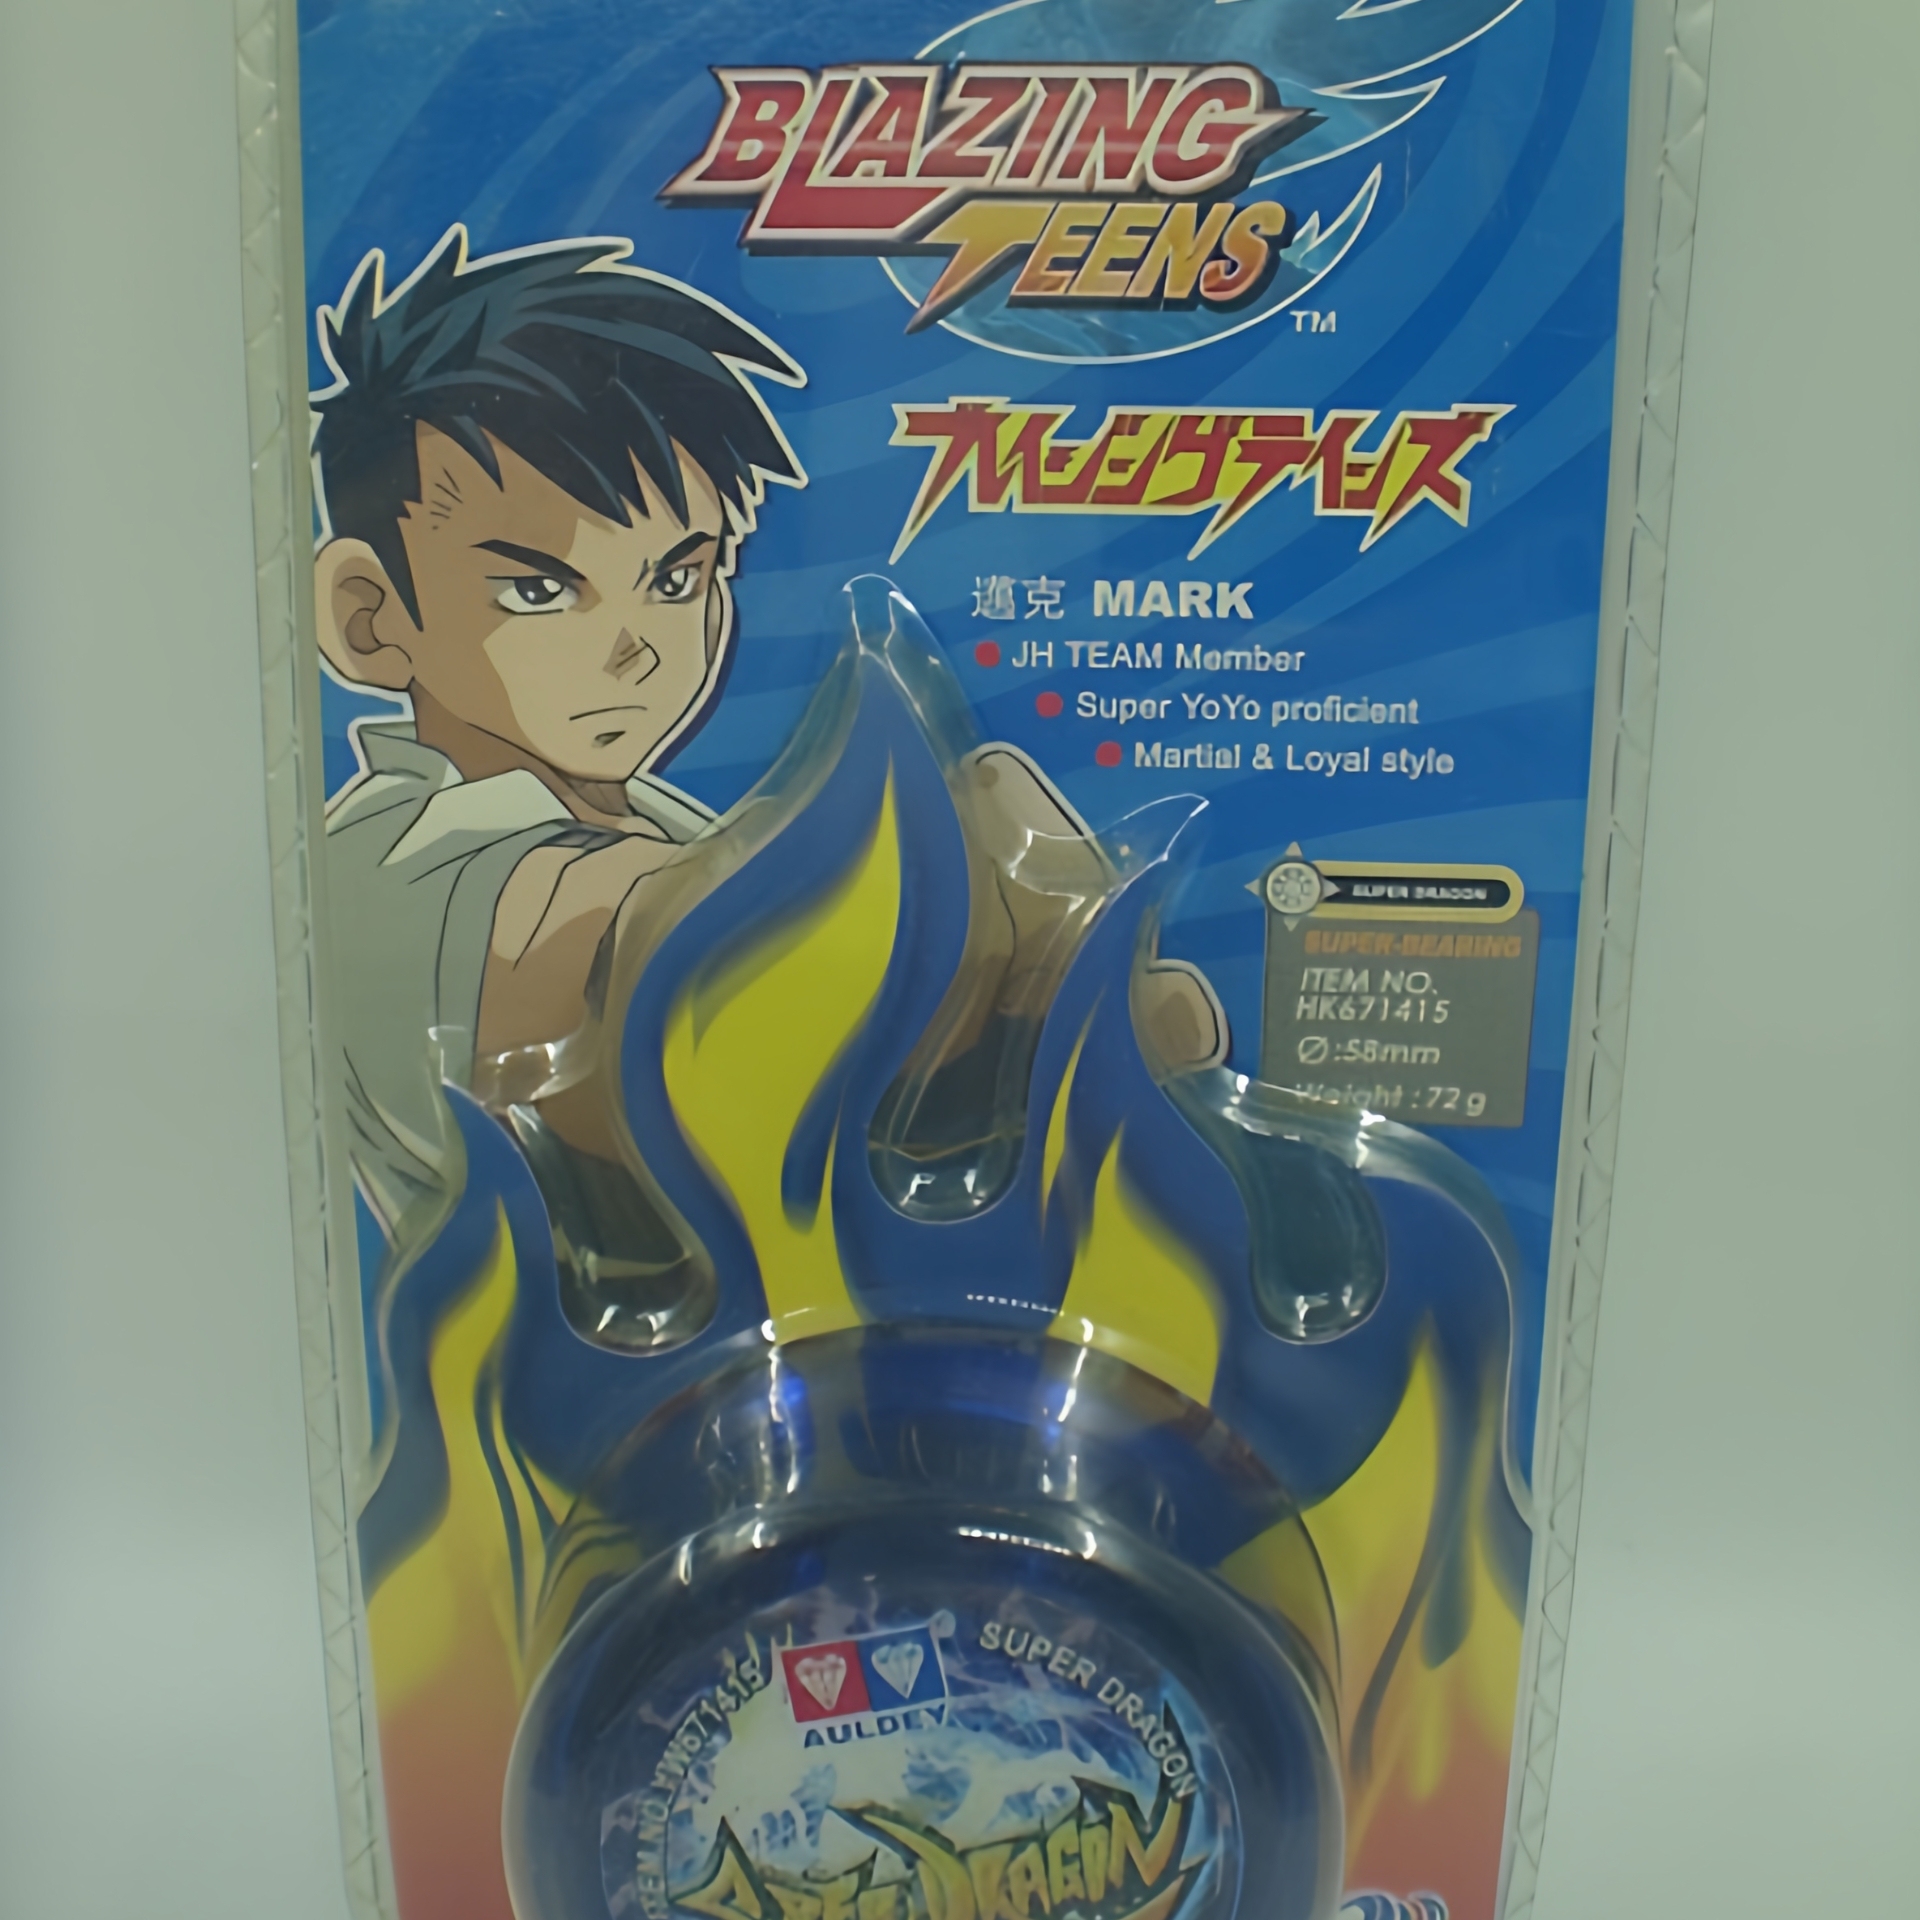 BLAZING
TEENS
TM
ブレイジングティーンズ
邁克 MARK
JH TEAM Member
Super YoYo proficient
Martial & Loyal style
SUPER DRAGON
SUPER-BEARING
ITEM NO.
HK671415
Ø:58mm
Weight:72g
SUPER DRAGON
AULDEY
SUPER DRAGON